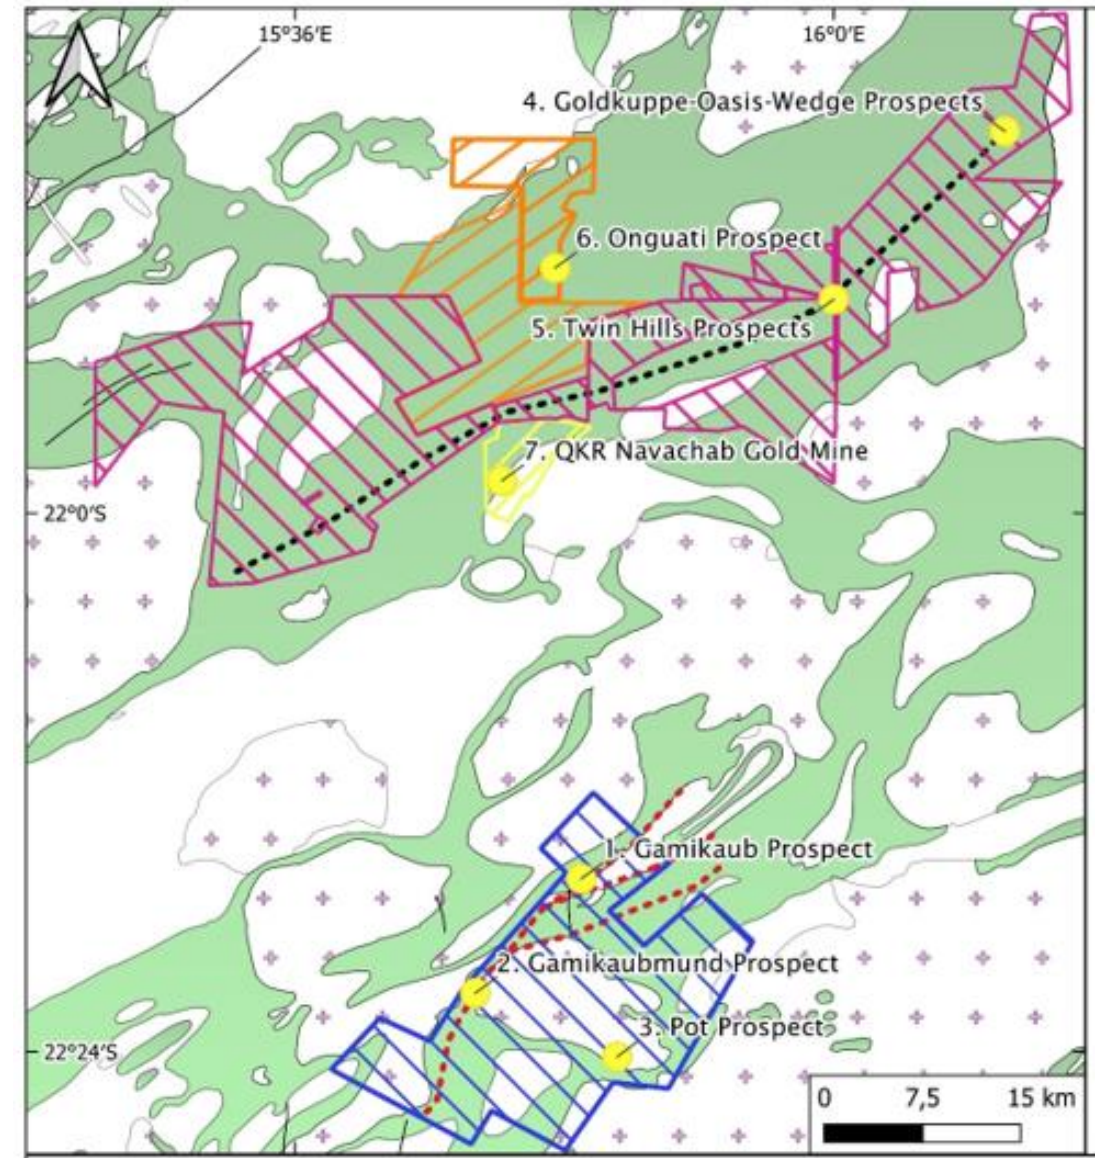 15°36'E
16°0'E
4. Goldkuppe-Oasis-Wedge Prospects
6. Onguati Prospect
5. Twin Hills Prospects
7. QKR Navachab Gold Mine
22°0'S
1. Gamikaub Prospect
2. Gamikaubmund Prospect
3. Pot Prospect
22°24'S
0 7,5 15 km